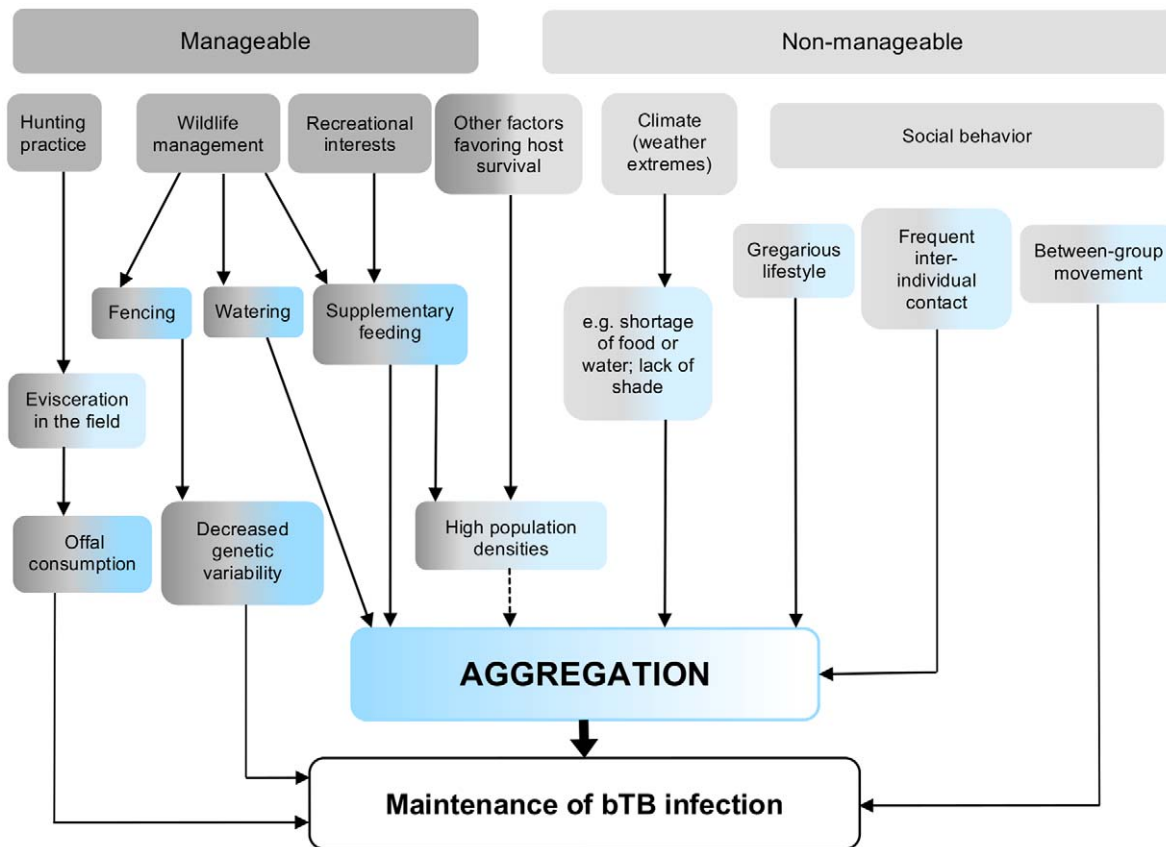 Manageable
Non-manageable
Hunting
practice
Wildlife
management
Recreational
interests
Other factors
favoring host
survival
Climate
(weather
extremes)
Social behavior
Gregarious
lifestyle
Frequent
inter-
individual
contact
Between-group
movement
Fencing
Watering
Supplementary
feeding
e.g. shortage
of food or
water; lack of
shade
Evisceration
in the field
Offal
consumption
Decreased
genetic
variability
High population
densities
AGGREGATION
Maintenance of bTB infection